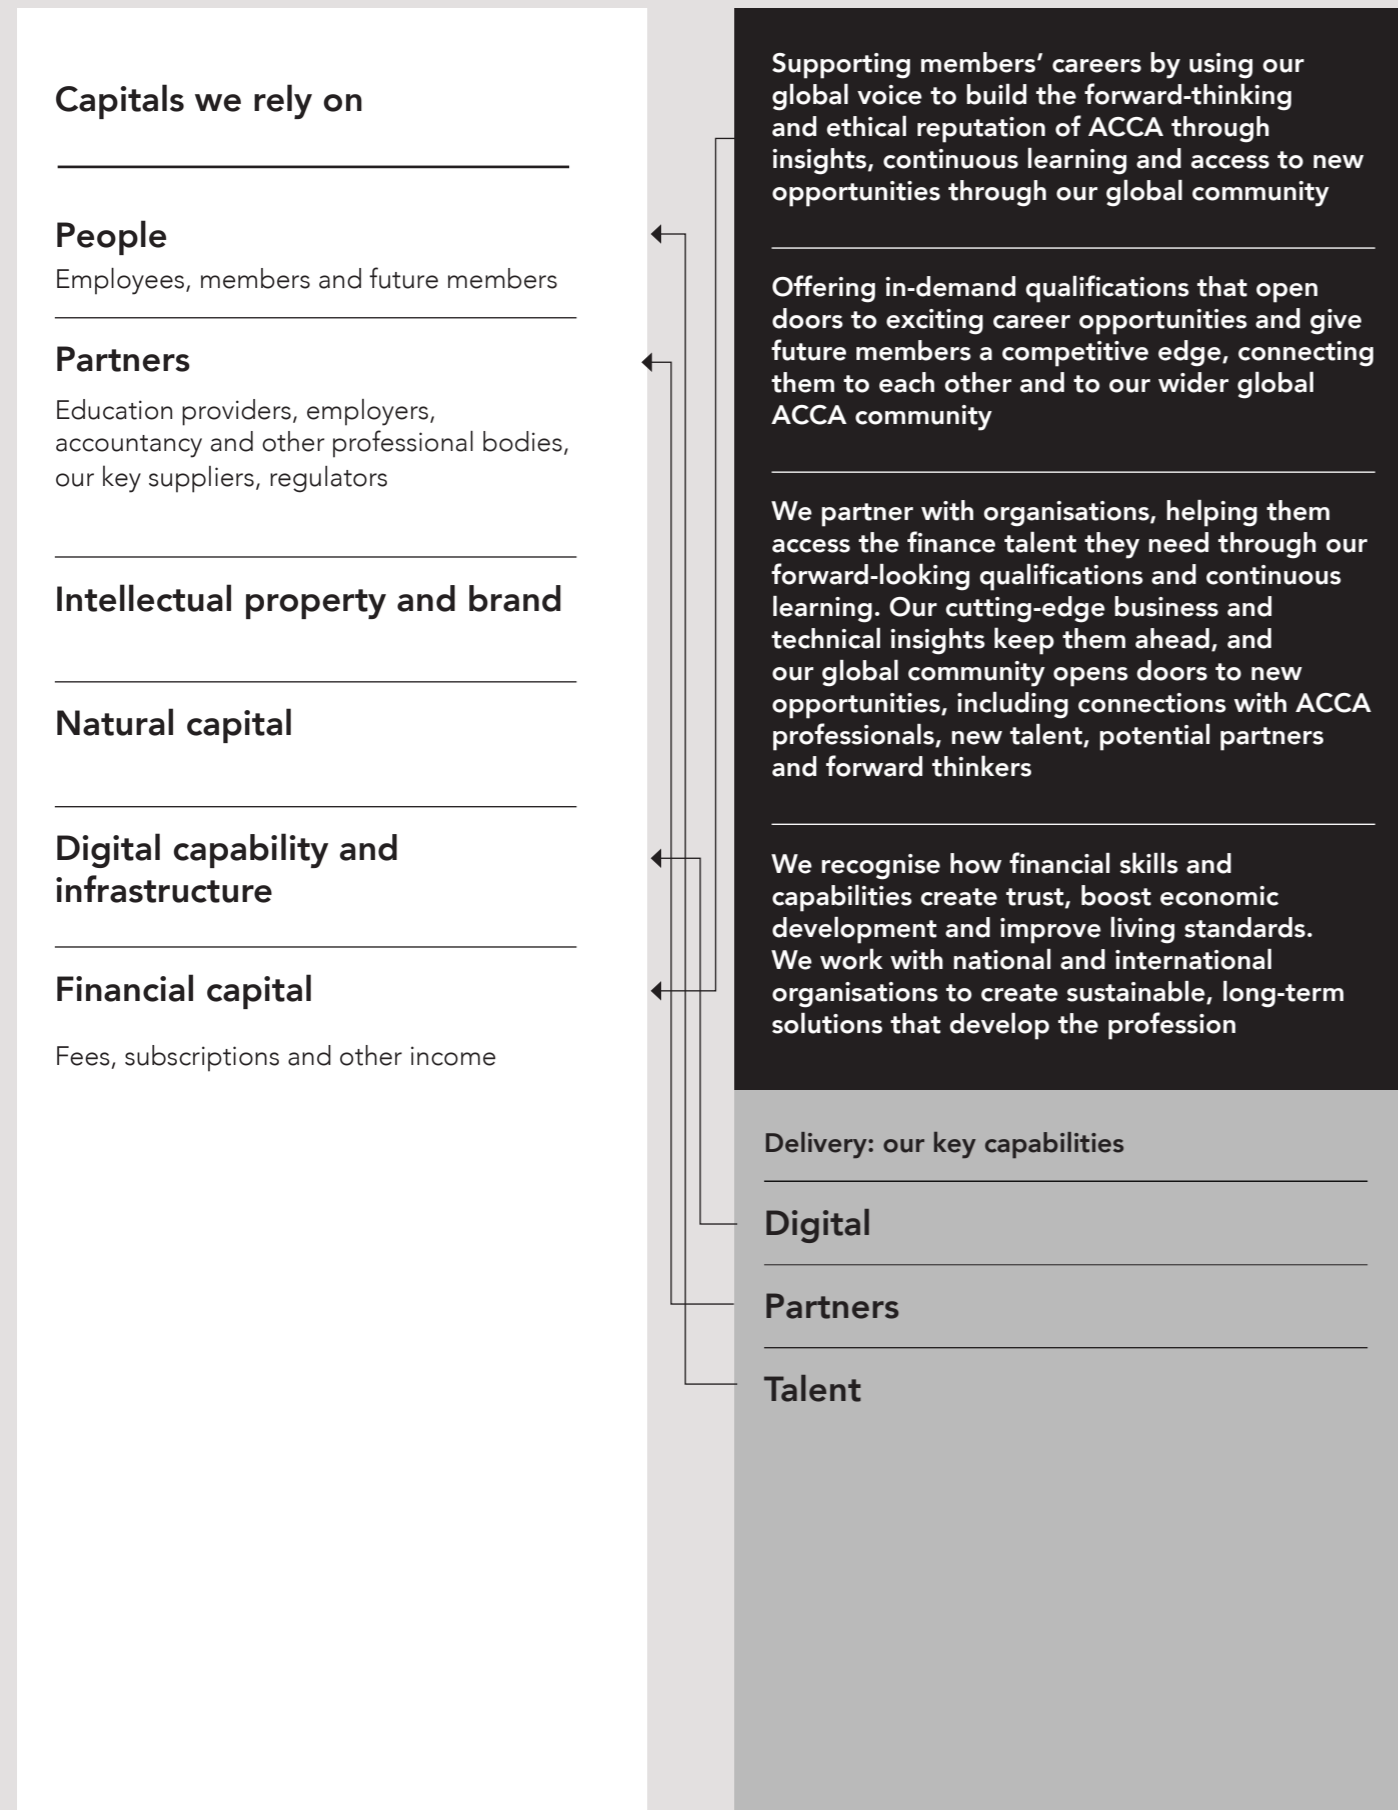 Capitals we rely on
People
Employees, members and future members
Partners
Education providers, employers,
accountancy and other professional bodies,
our key suppliers, regulators
Intellectual property and brand
Natural capital
Digital capability and
infrastructure
Financial capital
Fees, subscriptions and other income
Supporting members’ careers by using our
global voice to build the forward-thinking
and ethical reputation of ACCA through
insights, continuous learning and access to new
opportunities through our global community
Offering in-demand qualifications that open
doors to exciting career opportunities and give
future members a competitive edge, connecting
them to each other and to our wider global
ACCA community
We partner with organisations, helping them
access the finance talent they need through our
forward-looking qualifications and continuous
learning. Our cutting-edge business and
technical insights keep them ahead, and
our global community opens doors to new
opportunities, including connections with ACCA
professionals, new talent, potential partners
and forward thinkers
We recognise how financial skills and
capabilities create trust, boost economic
development and improve living standards.
We work with national and international
organisations to create sustainable, long-term
solutions that develop the profession
Delivery: our key capabilities
Digital
Partners
Talent